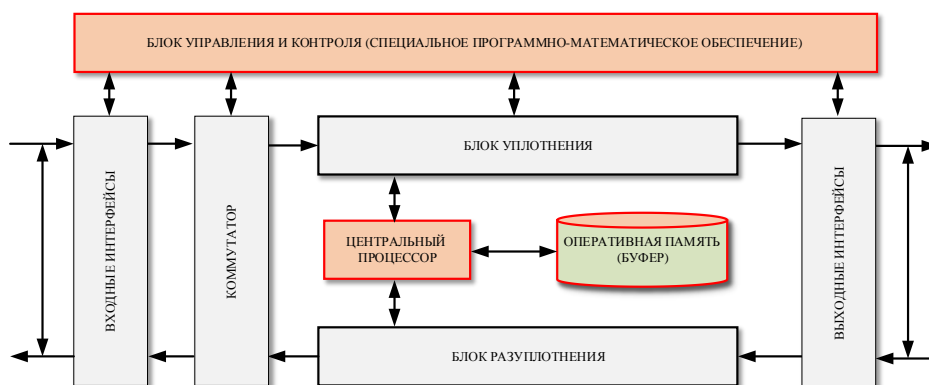 БЛОК УПРАВЛЕНИЯ И КОНТРОЛЯ (СПЕЦИАЛЬНОЕ ПРОГРАММНО-МАТЕМАТИЧЕСКОЕ ОБЕСПЕЧЕНИЕ)
ВХОДНЫЕ ИНТЕРФЕЙСЫ
КОММУТАТОР
БЛОК УПЛОТНЕНИЯ
ЦЕНТРАЛЬНЫЙ
ПРОЦЕССОР
ОПЕРАТИВНАЯ ПАМЯТЬ
(БУФЕР)
БЛОК РАЗУПЛОТНЕНИЯ
ВЫХОДНЫЕ ИНТЕРФЕЙСЫ